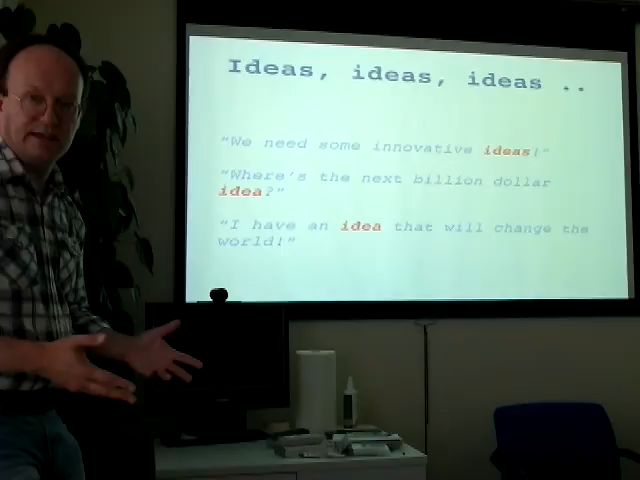 Ideas, ideas, ideas ..
"We need some innovative ideas!"
"Where's the next billion dollar
idea?"
"I have an idea that will change the
world!"